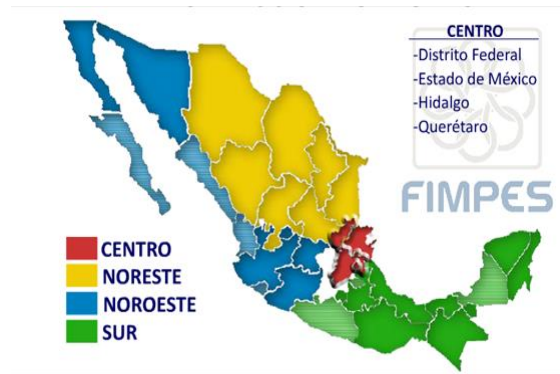 CENTRO
-Distrito Federal
-Estado de México
-Hidalgo
-Querétaro
FIMPES
CENTRO
NORESTE
NOROESTE
SUR